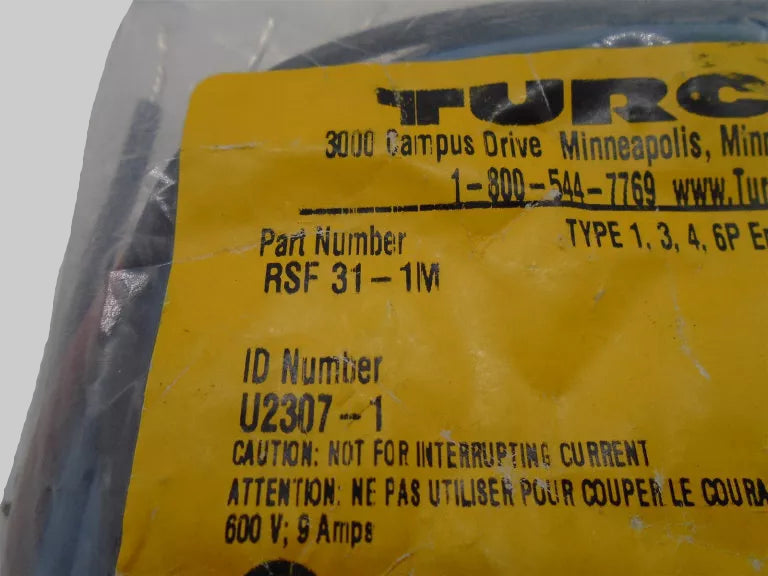 TURC
3000 Campus Drive Minneapolis, Minn
1-800-544-7769 www.Tur
Part Number
TYPE 1, 3, 4, 6P En
RSF 31-1M
ID Number
U2307-1
CAUTION: NOT FOR INTERRUPTING CURRENT
ATTENTION: NE PAS UTILISER POUR COUPER LE COURA
600 V; 9 Amps